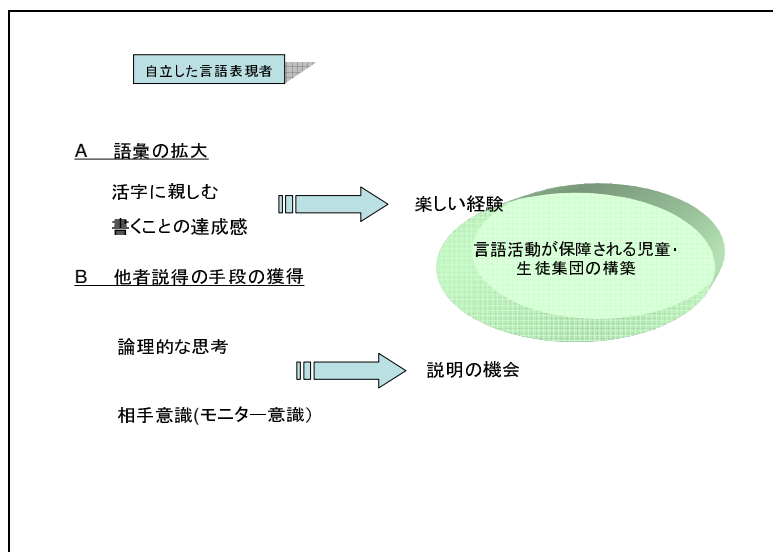 自立した言語表現者
A 語彙の拡大
活字に親しむ
書くことの達成感
楽しい経験
言語活動が保障される児童・
生徒集団の構築
B 他者説得の手段の獲得
論理的な思考
説明の機会
相手意識(モニター意識)